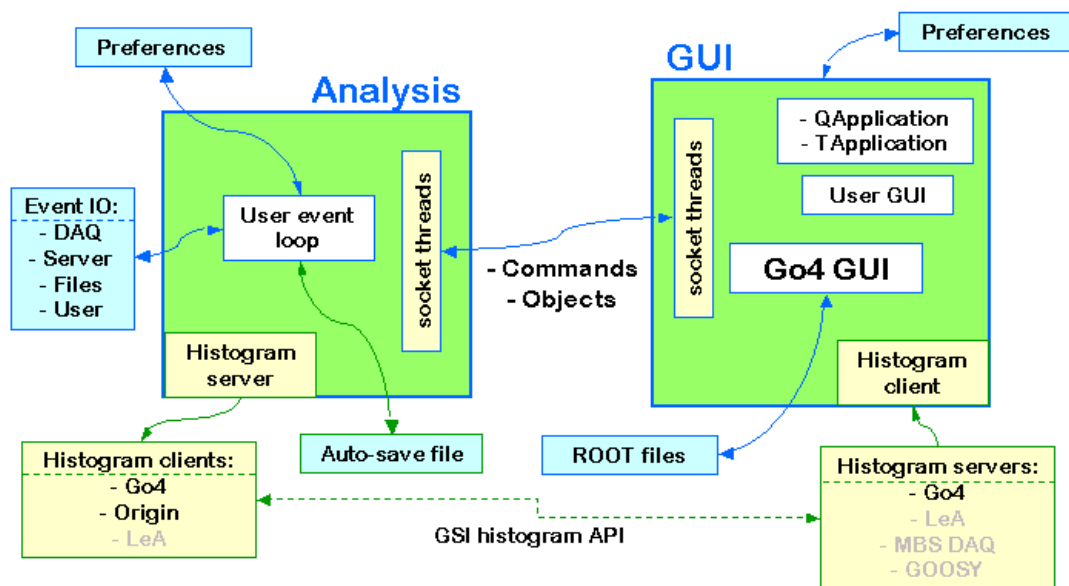 Preferences
Preferences
GUI
Analysis
- QApplication
- TApplication
socket threads
socket threads
User GUI
Event IO:
- DAQ
- Server
- Files
- User
User event
loop
- Commands
- Objects
Go4 GUI
Histogram
server
Histogram
client
Auto-save file
ROOT files
Histogram clients:
- Go4
- Origin
- LeA
GSI histogram API
Histogram servers:
- Go4
- LeA
- MBS DAQ
- GOOSY